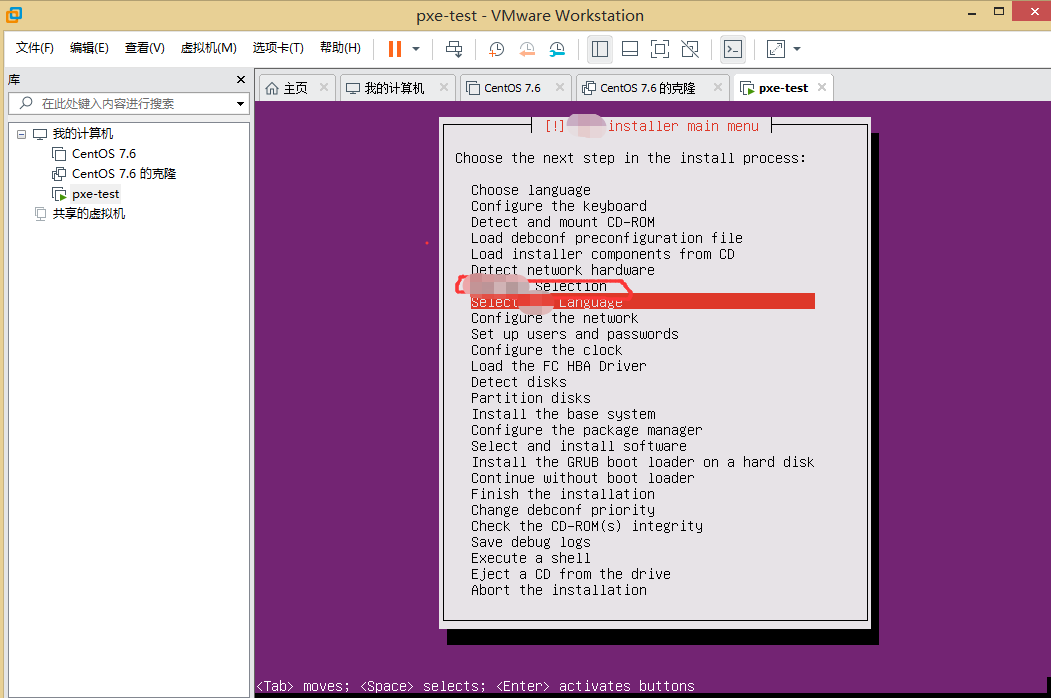 pxe-test - VMware Workstation
文件(F) 编辑(E) 查看(V) 虚拟机(M) 选项卡(T) 帮助(H)
库
在此处键入内容进行搜索
我的计算机
CentOS 7.6
CentOS 7.6 的克隆
pxe-test
共享的虚拟机
主页 我的计算机 CentOS 7.6 CentOS 7.6 的克隆 pxe-test
[!] installer main menu
Choose the next step in the install process:
Choose language
Configure the keyboard
Detect and mount CD-ROM
Load debconf preconfiguration file
Load installer components from CD
Detect network hardware
Selection
Select Language
Configure the network
Set up users and passwords
Configure the clock
Load the FC HBA Driver
Detect disks
Partition disks
Install the base system
Configure the package manager
Select and install software
Install the GRUB boot loader on a hard disk
Continue without boot loader
Finish the installation
Change debconf priority
Check the CD-ROM(s) integrity
Save debug logs
Execute a shell
Eject a CD from the drive
Abort the installation
<Tab> moves; <Space> selects; <Enter> activates buttons